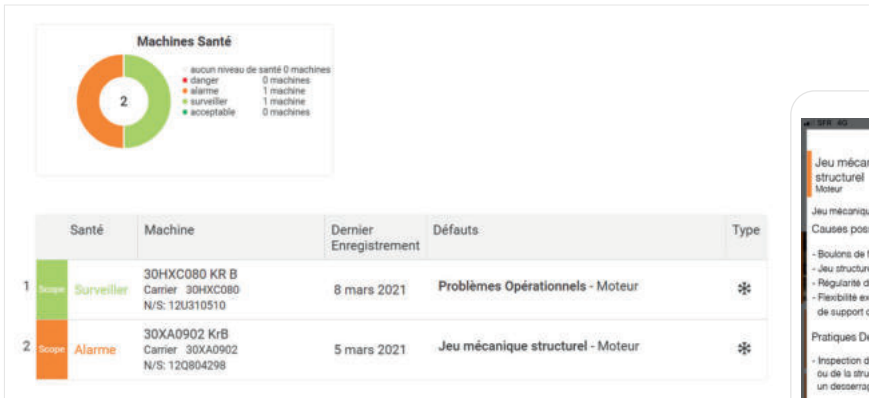 Machines Santé
2
aucun niveau de santé 0 machines
danger 0 machines
alarme 1 machine
surveiller 1 machine
acceptable 0 machines
Santé Machine Dernier Enregistrement Défauts Type
1 Scope Surveiller 30HXC080 KR B
Carrier 30HXC080
N/S: 12U310510
8 mars 2021 Problèmes Opérationnels - Moteur
2 Scope Alarme 30XA0902 KrB
Carrier 30XA0902
N/S: 12Q804298
5 mars 2021 Jeu mécanique structurel - Moteur
SFR 4G
Jeu mécan
structurel
Moteur
Jeu mécaniqu
Causes pos
- Boulons de f
- Jeu structure
- Régularité d
- Flexibilité ex
de support d
Pratiques De
- Inspection d
ou de la stru
un desserrag